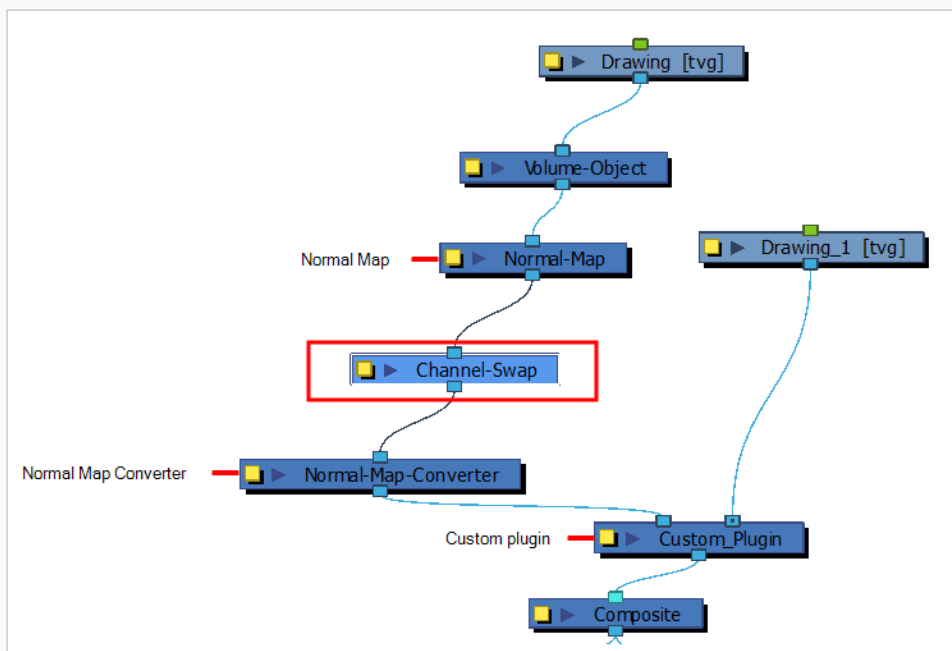 Drawing [tvg]
Volume-Object
Normal Map
Normal-Map
Drawing_1 [tvg]
Channel-Swap
Normal Map Converter
Normal-Map-Converter
Custom plugin
Custom_Plugin
Composite